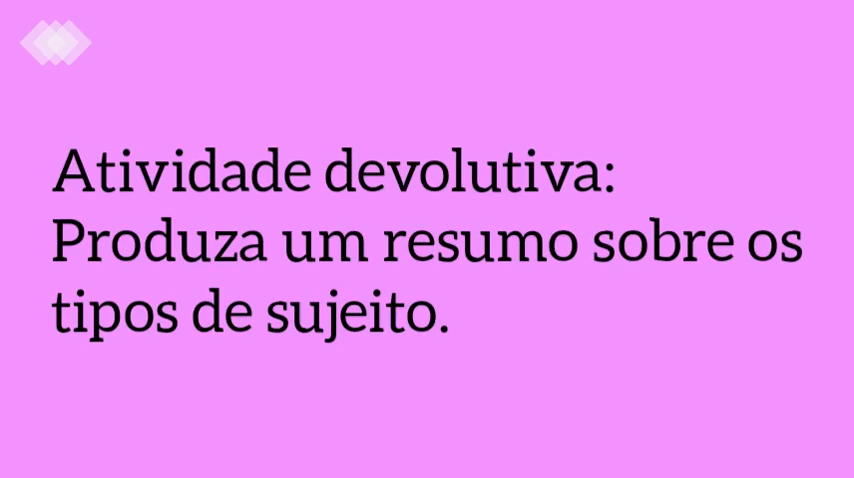 Atividade devolutiva:
Produza um resumo sobre os
tipos de sujeito.